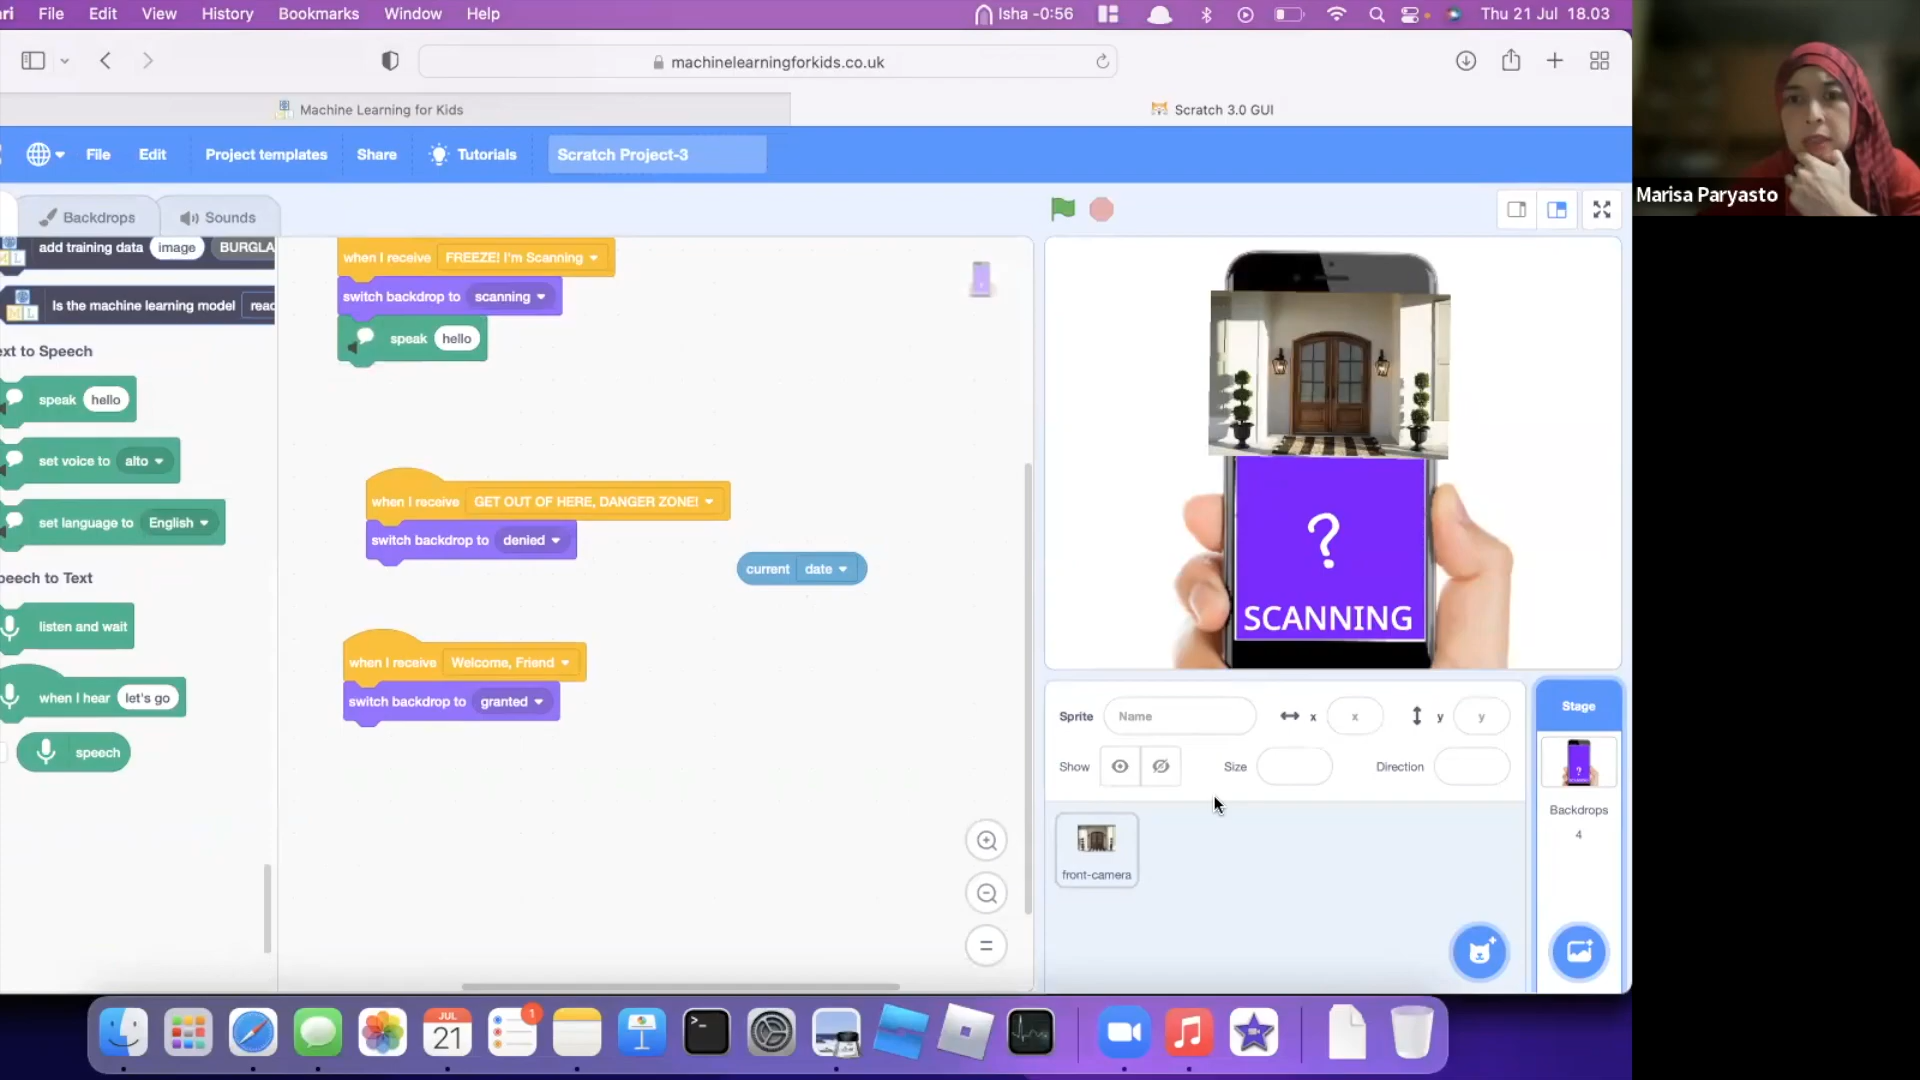 ri File Edit View History Bookmarks Window Help Isha -0:56 Thu 21 Jul 18.03
machinelearningforkids.co.uk
Machine Learning for Kids Scratch 3.0 GUI
File Edit Project templates Share Tutorials Scratch Project-3
Marisa Paryasto
Backdrops Sounds
add training data image BURGLA
ML Is the machine learning model read
ext to Speech
speak hello
set voice to alto
set language to English
peech to Text
listen and wait
when I hear let's go
speech
when I receive FREEZE! I'm Scanning
switch backdrop to scanning
speak hello
when I receive GET OUT OF HERE, DANGER ZONE!
switch backdrop to denied
current date
when I receive Welcome, Friend
switch backdrop to granted
?
SCANNING
Sprite Name x x y y
Show Size Direction
front-camera
Stage
SCANNING
Backdrops
4
JUL
21
1